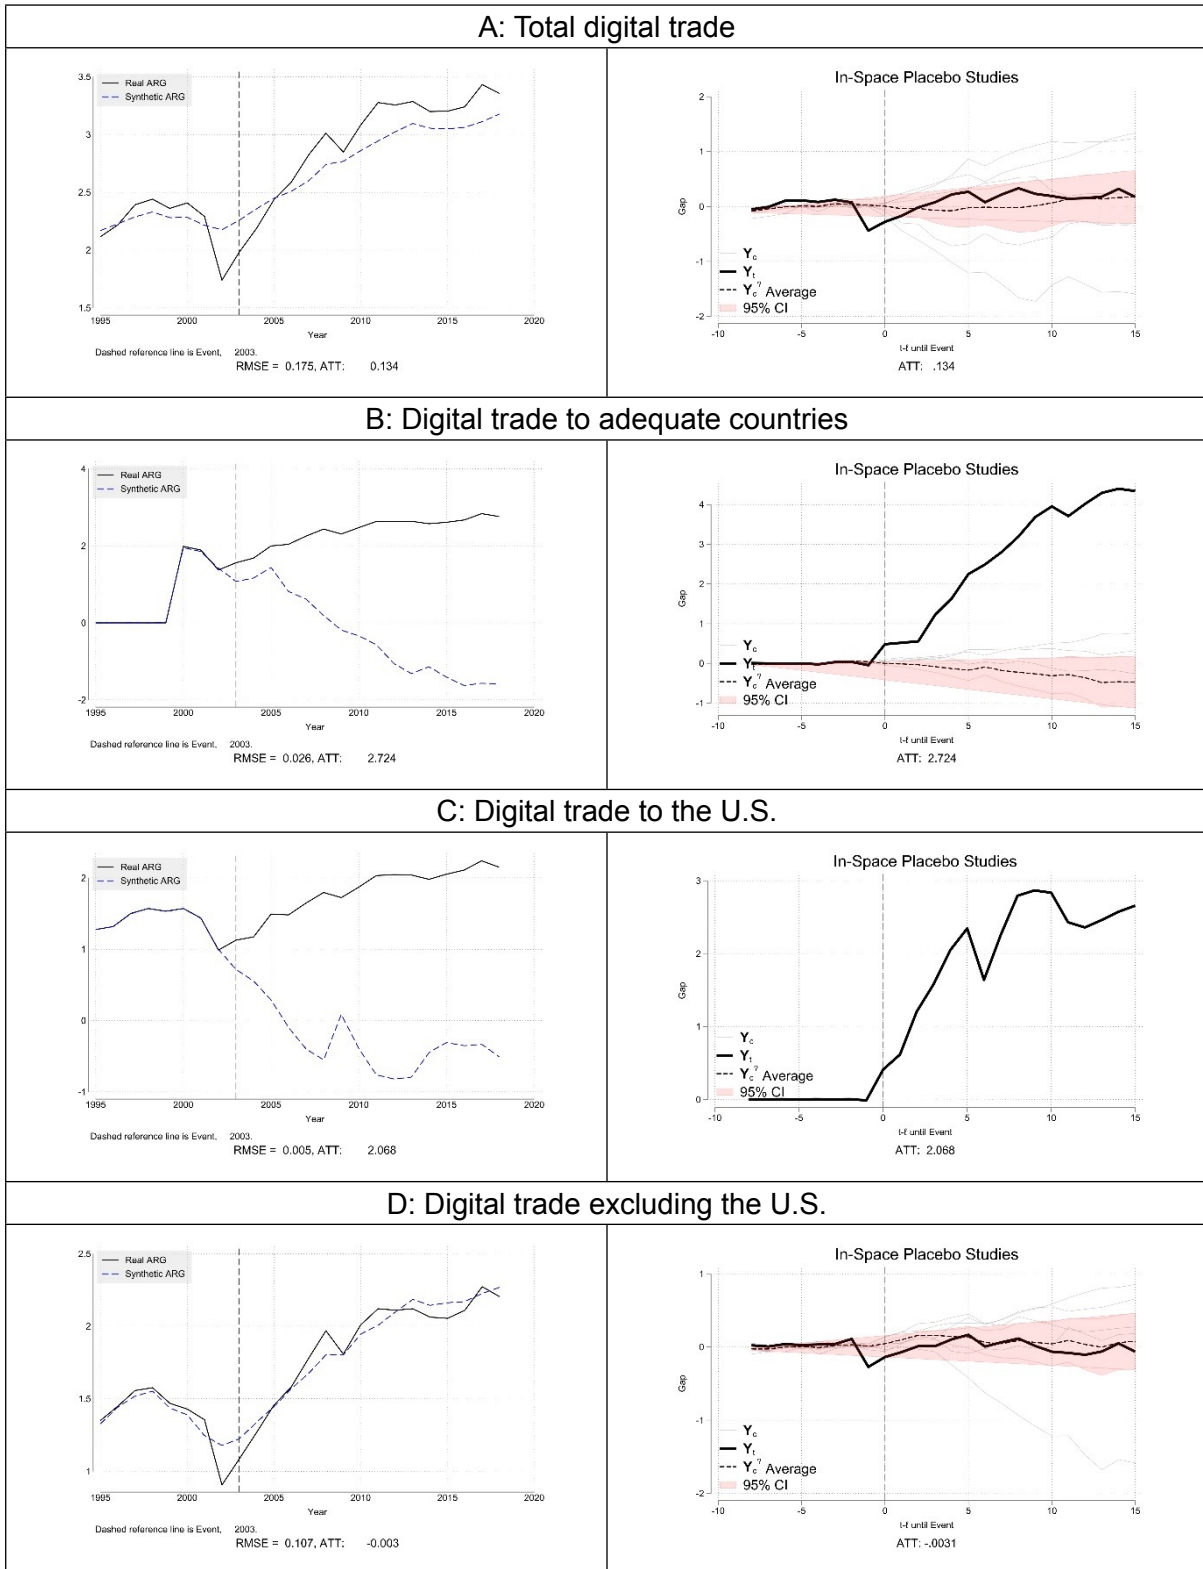 A: Total digital trade
3.5
3
2.5
2
1.5
Real ARG
Synthetic ARG
1995 2000 2005 2010 2015 2020
Year
Dashed reference line is Event, 2003.
RMSE = 0.175, ATT: 0.134
In-Space Placebo Studies
2
1
0
-1
-2
Gap
Yc
Yt
Yc? Average
95% CI
-10 -5 0 5 10 15
t-ℓ until Event
ATT: .134
B: Digital trade to adequate countries
4
2
0
-2
Real ARG
Synthetic ARG
1995 2000 2005 2010 2015 2020
Year
Dashed reference line is Event, 2003.
RMSE = 0.026, ATT: 2.724
In-Space Placebo Studies
4
3
2
1
0
-1
Gap
Yc
Yt
Yc? Average
95% CI
-10 -5 0 5 10 15
t-ℓ until Event
ATT: 2.724
C: Digital trade to the U.S.
2
1
0
-1
Real ARG
Synthetic ARG
1995 2000 2005 2010 2015 2020
Year
Dashed reference line is Event, 2003.
RMSE = 0.005, ATT: 2.068
In-Space Placebo Studies
3
2
1
0
Gap
Yc
Yt
Yc? Average
95% CI
-10 -5 0 5 10 15
t-ℓ until Event
ATT: 2.068
D: Digital trade excluding the U.S.
2.5
2
1.5
1
Real ARG
Synthetic ARG
1995 2000 2005 2010 2015 2020
Year
Dashed reference line is Event, 2003.
RMSE = 0.107, ATT: -0.003
In-Space Placebo Studies
1
0
-1
-2
Gap
Yc
Yt
Yc? Average
95% CI
-10 -5 0 5 10 15
t-ℓ until Event
ATT: -.0031